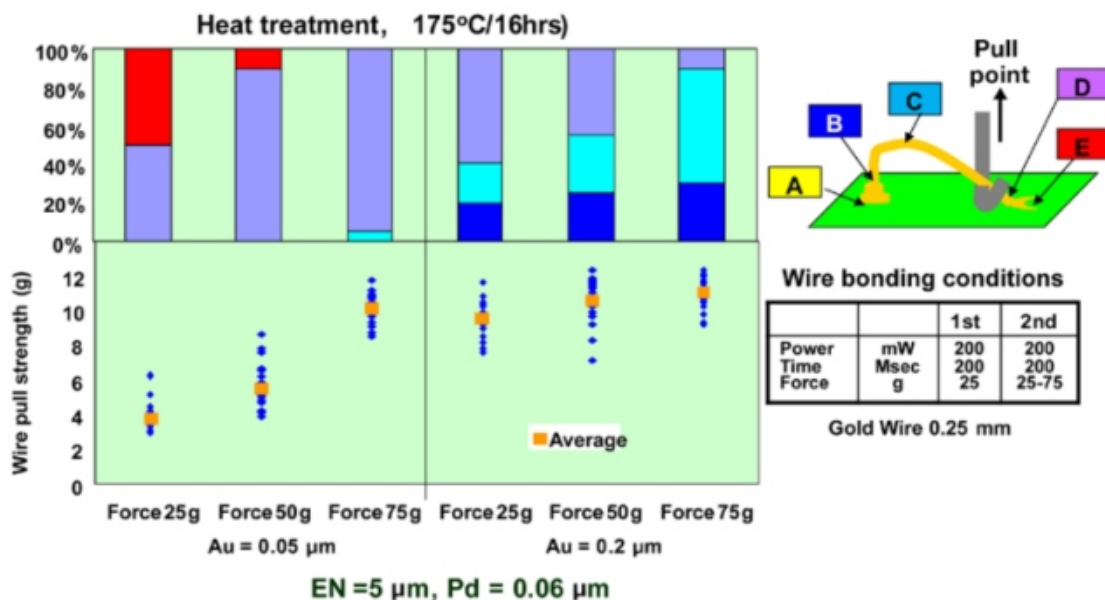 Heat treatment, 175°C/16hrs)
100%
80%
60%
40%
20%
0%
Wire pull strength (g)
12
10
8
6
4
2
0
Average
Force 25g Force 50g Force 75g Force 25g Force 50g Force 75g
Au = 0.05 µm Au = 0.2 µm
EN =5 µm, Pd = 0.06 µm
Pull
point
A
B
C
D
E
Wire bonding conditions
1st 2nd
Power mW 200 200
Time Msec 200 200
Force g 25 25-75
Gold Wire 0.25 mm